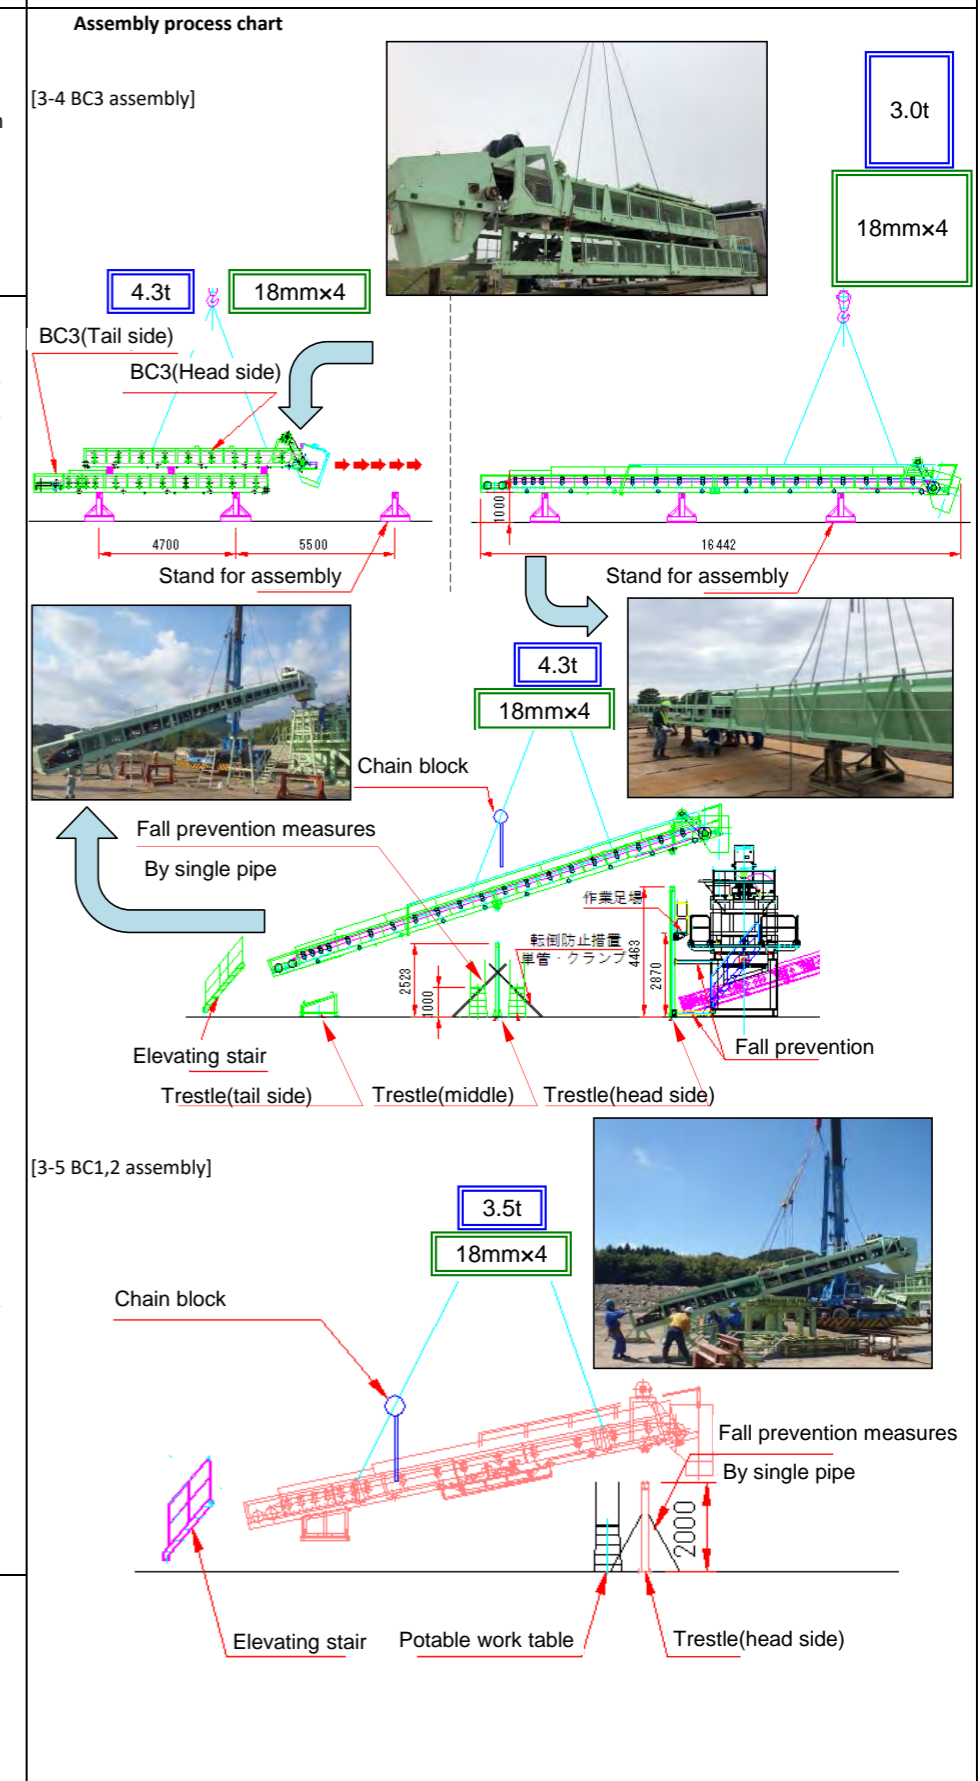 Assembly process chart
[3-4 BC3 assembly]
3.0t
18mm×4
4.3t
18mm×4
BC3(Tail side)
BC3(Head side)
1000
4700
5500
16442
Stand for assembly
Stand for assembly
4.3t
18mm×4
Chain block
Fall prevention measures
By single pipe
作業足場
転倒防止措置
単管・クランプ
2523
1000
4463
2870
Elevating stair
Fall prevention
Trestle(tail side)
Trestle(middle)
Trestle(head side)
[3-5 BC1,2 assembly]
3.5t
18mm×4
Chain block
Fall prevention measures
By single pipe
2000
Elevating stair
Potable work table
Trestle(head side)